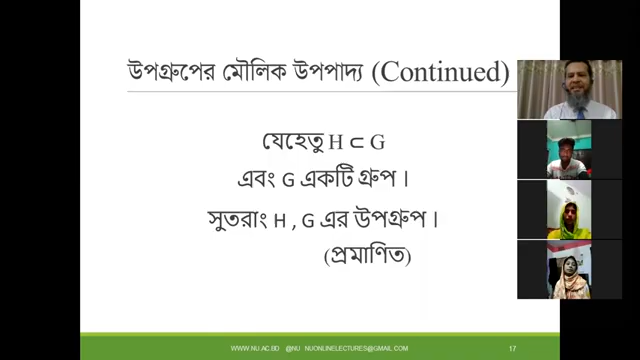 উপগ্রুপের মৌলিক উপপাদ্য (Continued)
যেহেতু H ⊂ G
এবং G একটি গ্রুপ ।
সুতরাং H , G এর উপগ্রুপ ।
(প্রমাণিত)
WWW.NU.AC.BD @NU NUONLINELECTURES@GMAIL.COM
17